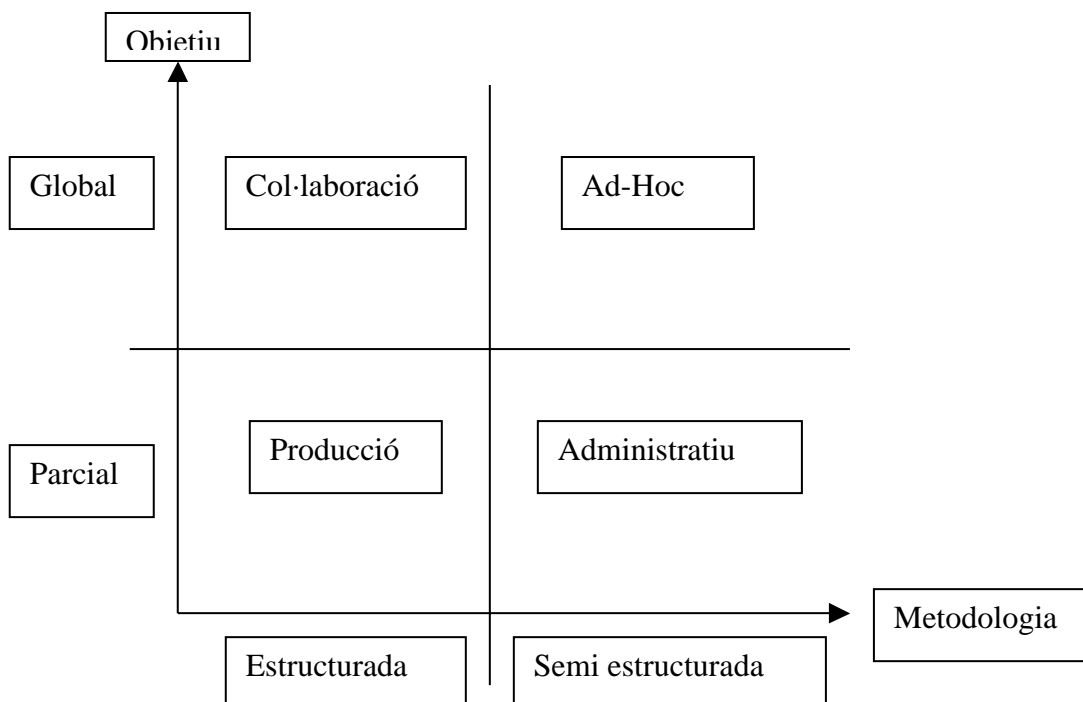 Objetiu
Global
Col·laboració
Ad-Hoc
Parcial
Producció
Administratiu
Metodologia
Estructurada
Semi estructurada